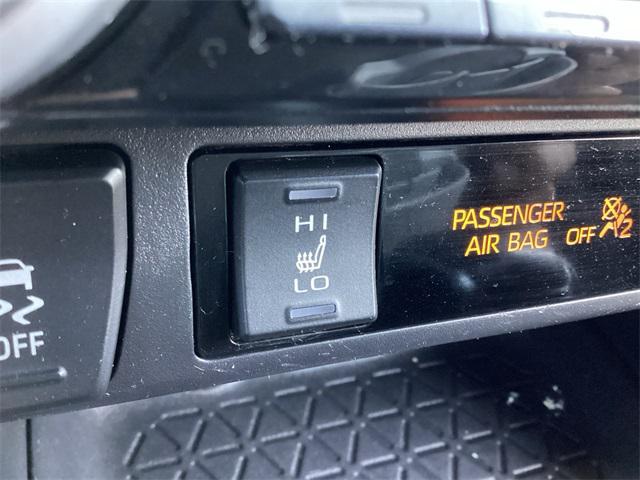 HI
LO
PASSENGER
AIR BAG OFF 2
OFF